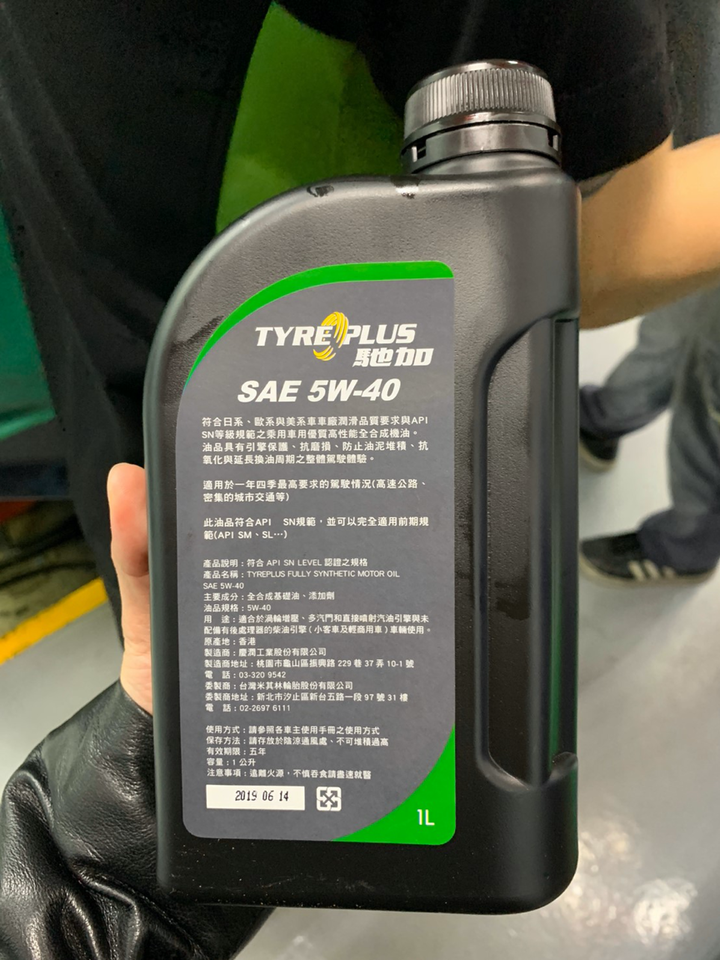 TYREPLUS
馳加
SAE 5W-40
符合日系、歐系與美系車車廠潤滑品質要求與API
SN等級規範之乘用車用優質高性能全合成機油。
油品具有引擎保護、抗磨損、防止油泥堆積、抗
氧化與延長換油周期之整體駕駛體驗。
適用於一年四季最高要求的駕駛情況(高速公路、
密集的城市交通等)
此油品符合API SN規範，並可以完全適用前期規
範(API SM、SL…)
產品說明：符合 API SN LEVEL 認證之規格
產品名稱：TYREPLUS FULLY SYNTHETIC MOTOR OIL
SAE 5W-40
主要成分：全合成基礎油、添加劑
油品規格：5W-40
用 途：適合於渦輪增壓、多汽門和直接噴射汽油引擎與未
配備有後處理器的柴油引擎（小客車及輕商用車）車輛使用。
原產地：香港
製造商：慶潤工業股份有限公司
製造商地址：桃園市龜山區振興路 229 巷 37 弄 10-1 號
電 話：03-320 9542
委製商：台灣米其林輪胎股份有限公司
委製商地址：新北市汐止區新台五路一段 97 號 31 樓
電 話：02-2697 6111
使用方式：請參照各車主使用手冊之使用方式
保存方法：請存放於陰涼通風處、不可堆積過高
有效期限：五年
容量：1 公升
注意事項：遠離火源，不慎吞食請盡速就醫
2019 06 14
1L